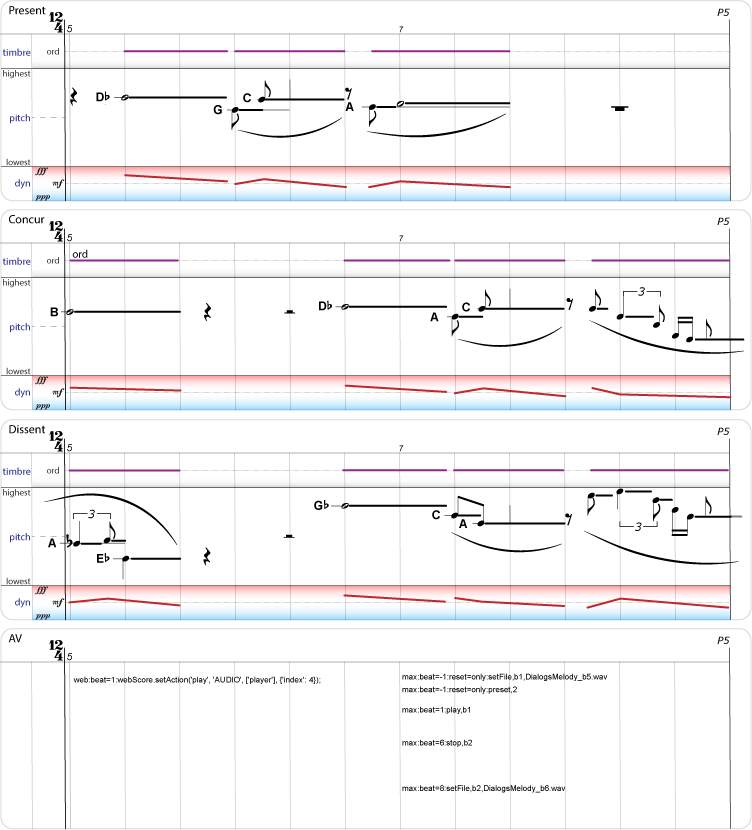 Present
12
4
5
7
P5
timbre
ord
highest
pitch
D♭
G
C
A
lowest
dyn
fff
mf
ppp
Concur
12
4
5
7
P5
timbre
ord
ord
highest
pitch
B
D♭
A
C
3
lowest
dyn
fff
mf
ppp
Dissent
12
4
5
7
P5
timbre
ord
highest
pitch
A
♭
3
E♭
G♭
C
A
3
lowest
dyn
fff
mf
ppp
AV
12
4
5
P5
web:beat=1:webScore.setAction('play', 'AUDIO', ['player'], {'index': 4});
max:beat=-1:reset=only:setFile,b1,DialogsMelody_b5.wav
max:beat=-1:reset=only:preset,2
max:beat=1:play,b1
max:beat=6:stop,b2
max:beat=8:setFile,b2,DialogsMelody_b6.wav